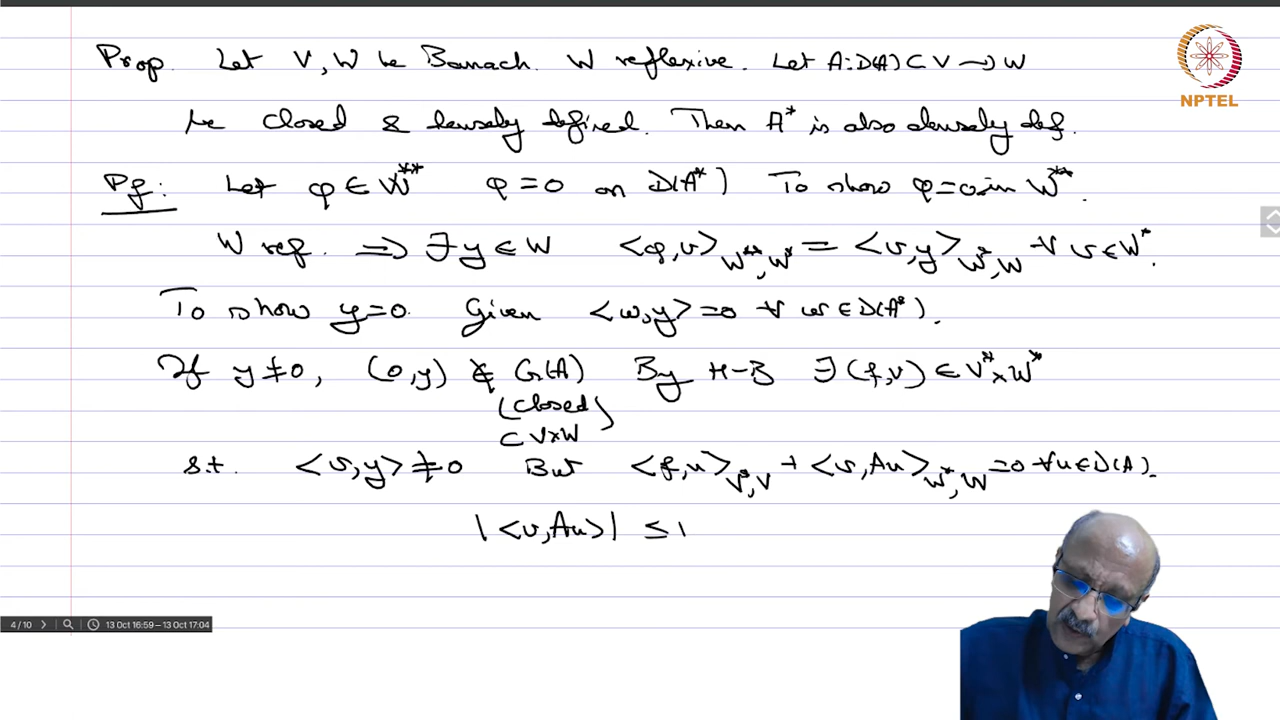 Prop. Let V, W be Banach. W reflexive. Let A: D(A) ⊂ V → W
be closed & densely defined. Then A* is also densely def.
Pf: Let φ ∈ W** φ = 0 on D(A*) To show φ = 0 in W**.
W ref. ⟹ ∃ y ∈ W <φ, v>_{W**, W*} = <v, y>_{W*, W} ∀ v ∈ W*.
To show y = 0. Given <w, y> = 0 ∀ w ∈ D(A*).
If y ≠ 0, (0, y) ∉ G(A) By H-B ∃ (f, v) ∈ V* × W*
(closed)
⊂ V×W
s.t. <v, y> ≠ 0 But <f, u>_{V*, V} + <v, Au>_{W*, W} = 0 ∀ u ∈ D(A).
|<v, Au>| ≤ |
NPTEL
4 / 10 13 Oct 16:59 – 13 Oct 17:04